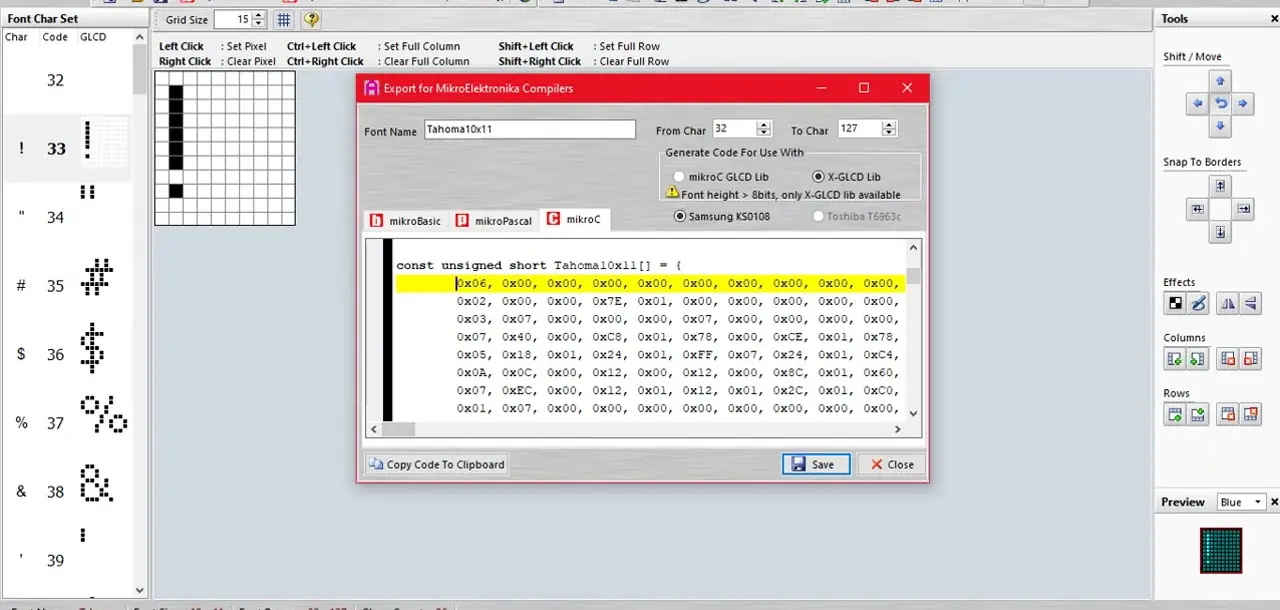 Font Char Set
Char Code GLCD
32
! 33
" 34
# 35
$ 36
% 37
& 38
' 39
Grid Size 15
Left Click : Set Pixel Ctrl+Left Click : Set Full Column Shift+Left Click : Set Full Row
Right Click : Clear Pixel Ctrl+Right Click : Clear Full Column Shift+Right Click : Clear Full Row
Export for MikroElektronika Compilers
Font Name Tahoma10x11 From Char 32 To Char 127
Generate Code For Use With
mikroC GLCD Lib X-GLCD Lib
Font height > 8bits, only X-GLCD lib available
Samsung KS0108 Toshiba T6963c
mikroBasic mikroPascal mikroC
const unsigned short Tahoma10x11[] = {
0x06, 0x00, 0x00, 0x00, 0x00, 0x00, 0x00, 0x00, 0x00, 0x00,
0x02, 0x00, 0x00, 0x7E, 0x01, 0x00, 0x00, 0x00, 0x00, 0x00,
0x03, 0x07, 0x00, 0x00, 0x00, 0x07, 0x00, 0x00, 0x00, 0x00,
0x07, 0x40, 0x00, 0xC8, 0x01, 0x78, 0x00, 0xCE, 0x01, 0x78,
0x05, 0x18, 0x01, 0x24, 0x01, 0xFF, 0x07, 0x24, 0x01, 0xC4,
0x0A, 0x0C, 0x00, 0x12, 0x00, 0x12, 0x00, 0x8C, 0x01, 0x60,
0x07, 0xEC, 0x00, 0x12, 0x01, 0x12, 0x01, 0x2C, 0x01, 0xC0,
0x01, 0x07, 0x00, 0x00, 0x00, 0x00, 0x00, 0x00, 0x00, 0x00,
Copy Code To Clipboard Save Close
Tools
Shift / Move
Snap To Borders
Effects
Columns
Rows
Preview Blue